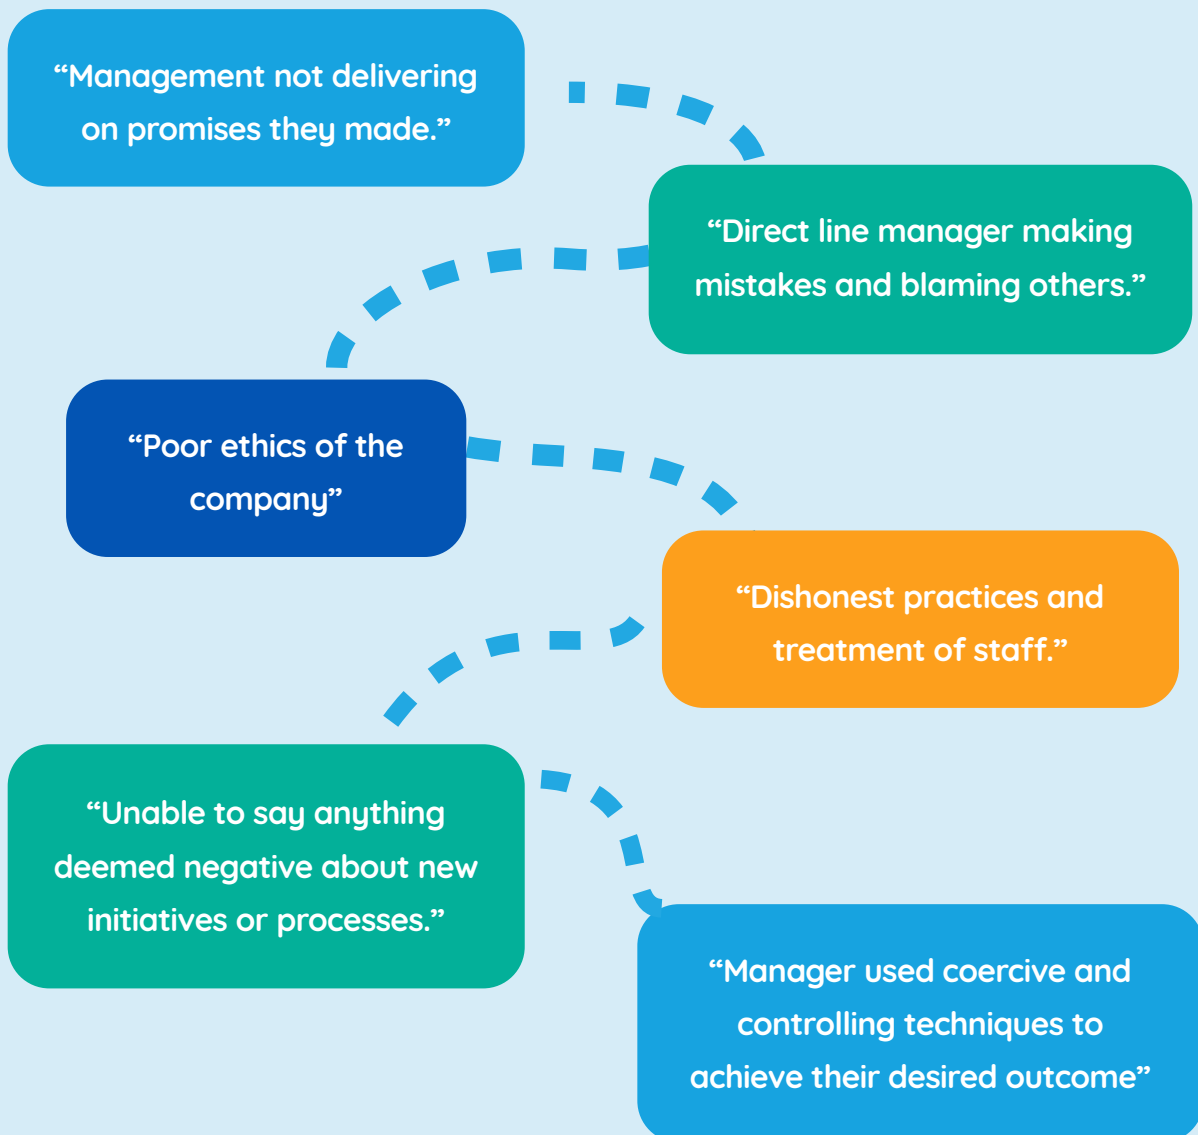 “Management not delivering
on promises they made.”
“Direct line manager making
mistakes and blaming others.”
“Poor ethics of the
company”
“Dishonest practices and
treatment of staff.”
“Unable to say anything
deemed negative about new
initiatives or processes.”
“Manager used coercive and
controlling techniques to
achieve their desired outcome”